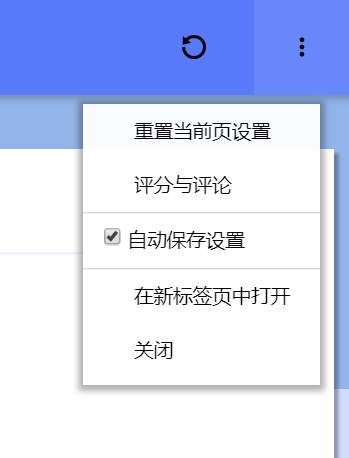 重置当前页设置
评分与评论
自动保存设置
在新标签页中打开
关闭